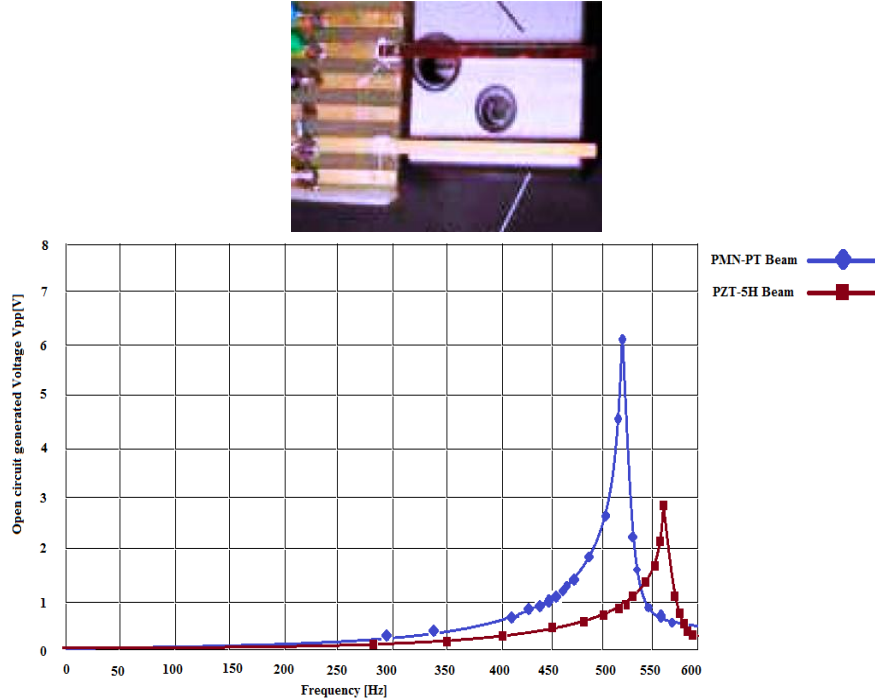 8
7
6
5
4
3
2
1
0
Open circuit generated Voltage Vpp[V]
0 50 100 150 200 250 300 350 400 450 500 550 600
Frequency [Hz]
PMN-PT Beam
PZT-5H Beam